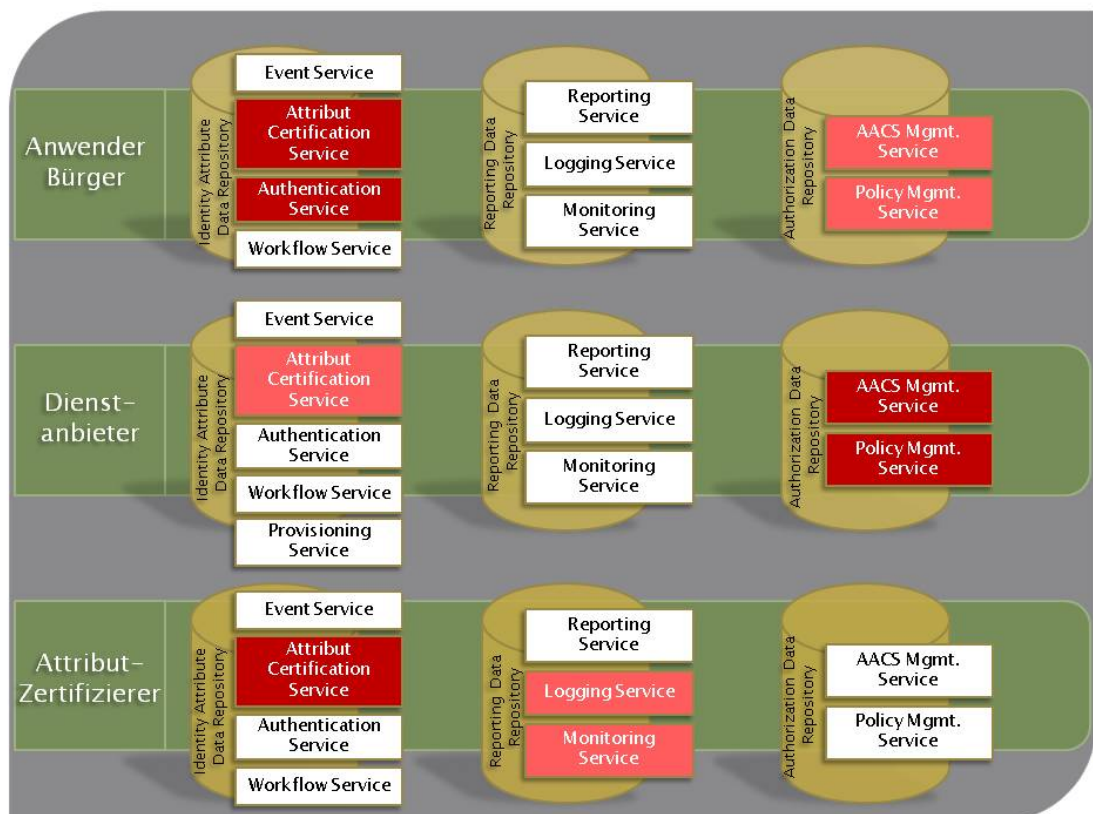 Anwender
Bürger
Identity Attribute
Data Repository
Event Service
Attribut
Certification
Service
Authentication
Service
Workflow Service
Reporting Data
Repository
Reporting
Service
Logging Service
Monitoring
Service
Authorization Data
Repository
AACS Mgmt.
Service
Policy Mgmt.
Service
Dienst-
anbieter
Identity Attribute
Data Repository
Event Service
Attribut
Certification
Service
Authentication
Service
Workflow Service
Provisioning
Service
Reporting Data
Repository
Reporting
Service
Logging Service
Monitoring
Service
Authorization Data
Repository
AACS Mgmt.
Service
Policy Mgmt.
Service
Attribut-
Zertifizierer
Identity Attribute
Data Repository
Event Service
Attribut
Certification
Service
Authentication
Service
Workflow Service
Reporting Data
Repository
Reporting
Service
Logging Service
Monitoring
Service
Authorization Data
Repository
AACS Mgmt.
Service
Policy Mgmt.
Service